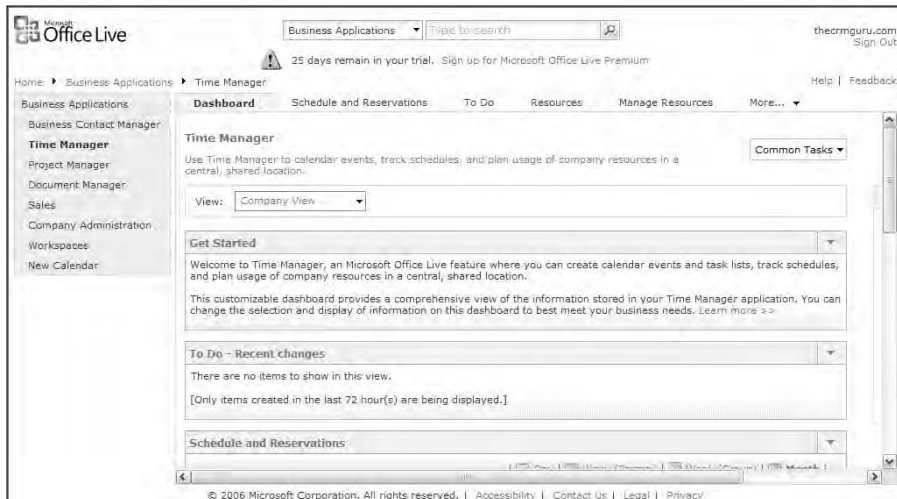 Microsoft
Office Live
Business Applications
Type to search
thecrmguru.com
Sign Out
25 days remain in your trial. Sign up for Microsoft Office Live Premium
Home Business Applications Time Manager
Help | Feedback
Business Applications
Business Contact Manager
Time Manager
Project Manager
Document Manager
Sales
Company Administration
Workspaces
New Calendar
Dashboard Schedule and Reservations To Do Resources Manage Resources More...
Time Manager
Common Tasks
Use Time Manager to calendar events, track schedules, and plan usage of company resources in a
central, shared location.
View: Company View
Get Started
Welcome to Time Manager, an Microsoft Office Live feature where you can create calendar events and task lists, track schedules,
and plan usage of company resources in a central, shared location.
This customizable dashboard provides a comprehensive view of the information stored in your Time Manager application. You can
change the selection and display of information on this dashboard to best meet your business needs. Learn more >>
To Do - Recent changes
There are no items to show in this view.
[Only items created in the last 72 hour(s) are being displayed.]
Schedule and Reservations
© 2006 Microsoft Corporation. All rights reserved. | Accessibility | Contact Us | Legal | Privacy